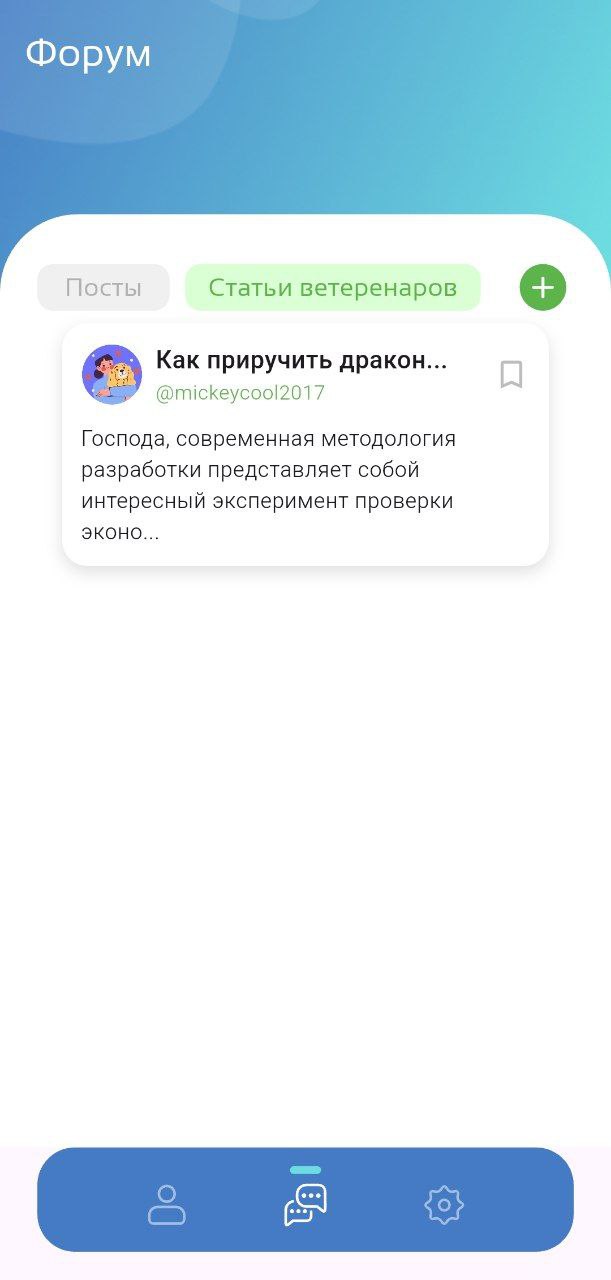 Форум
Посты
Статьи ветеренаров
Как приручить дракон...
@mickeycool2017
Господа, современная методология
разработки представляет собой
интересный эксперимент проверки
эконо...